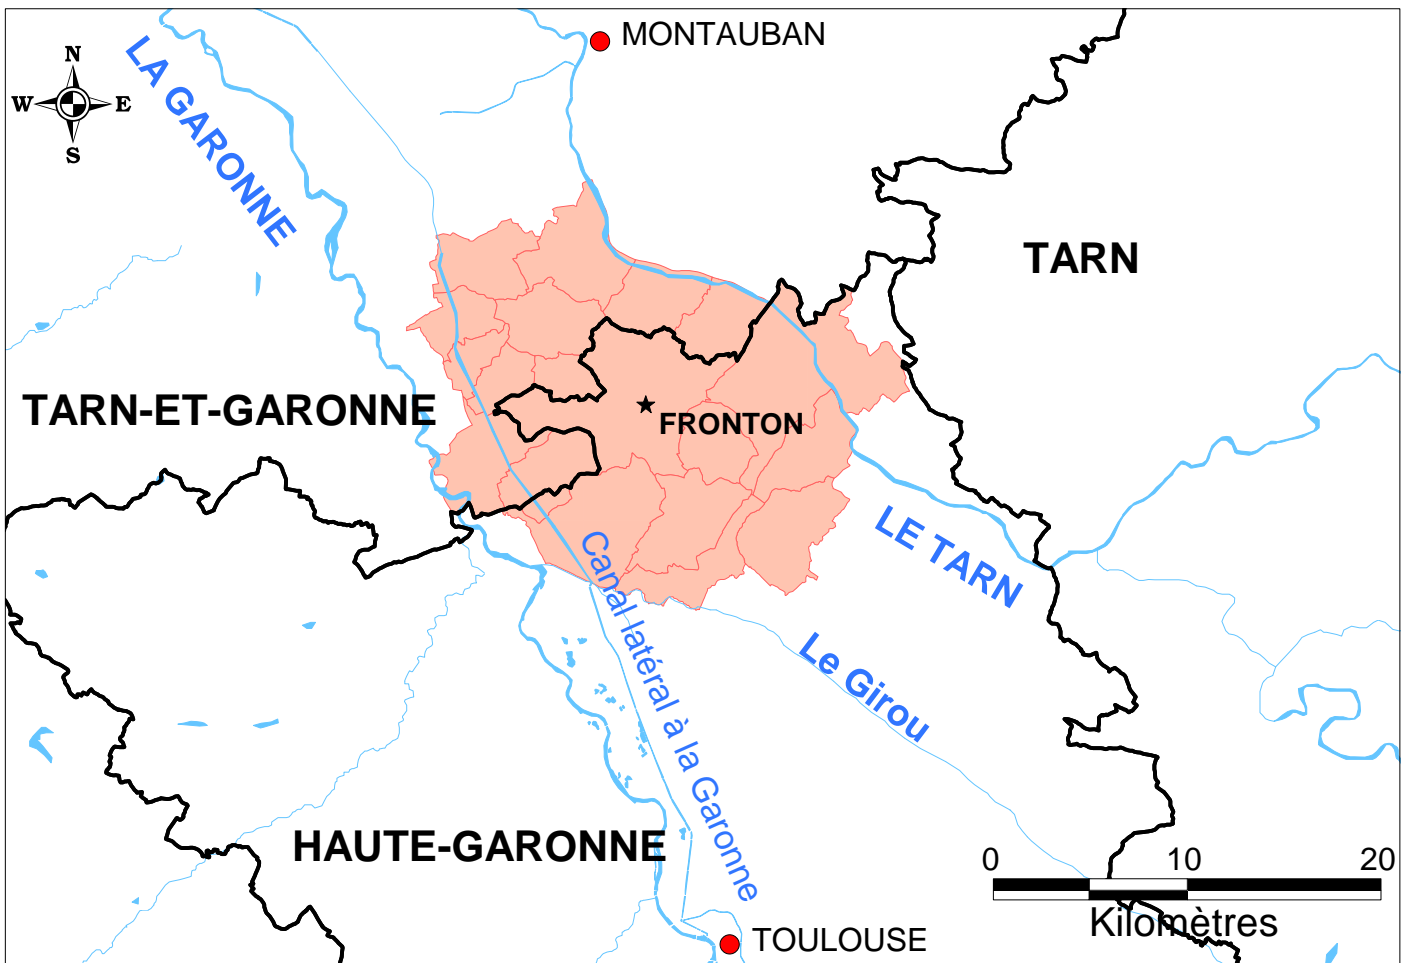 MONTAUBAN
N
W E
S
LA GARONNE
TARN
TARN-ET-GARONNE
FRONTON
LE TARN
Canal latéral à la Garonne
Le Girou
HAUTE-GARONNE
0 10 20
Kilomètres
TOULOUSE